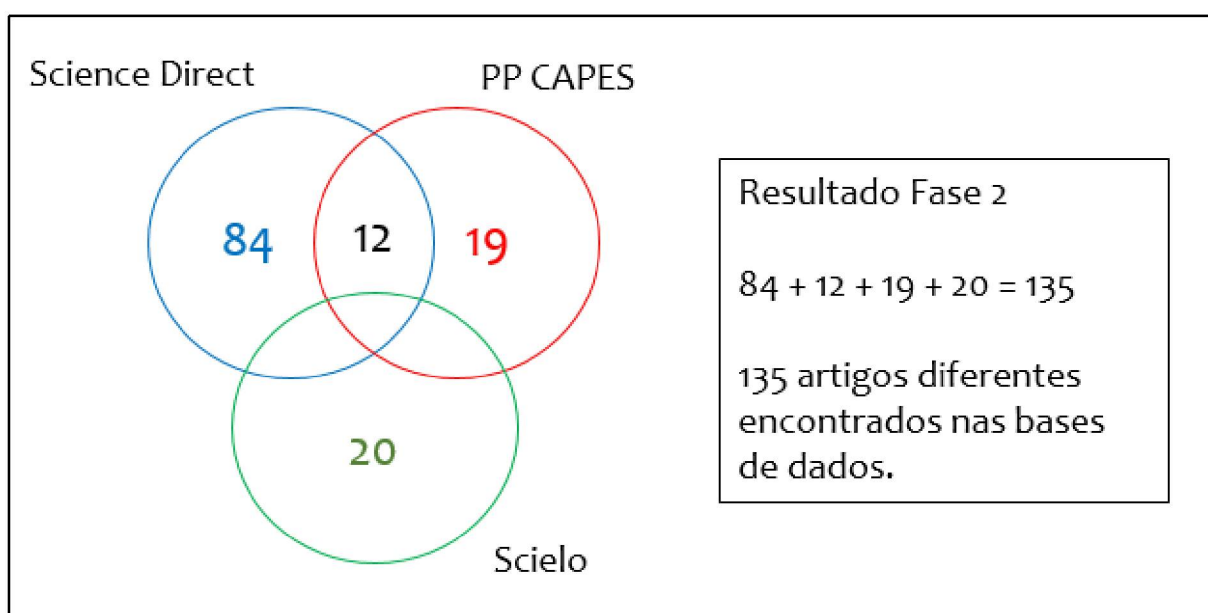 Science Direct
PP CAPES
84
12
19
20
Scielo
Resultado Fase 2
84 + 12 + 19 + 20 = 135
135 artigos diferentes
encontrados nas bases
de dados.